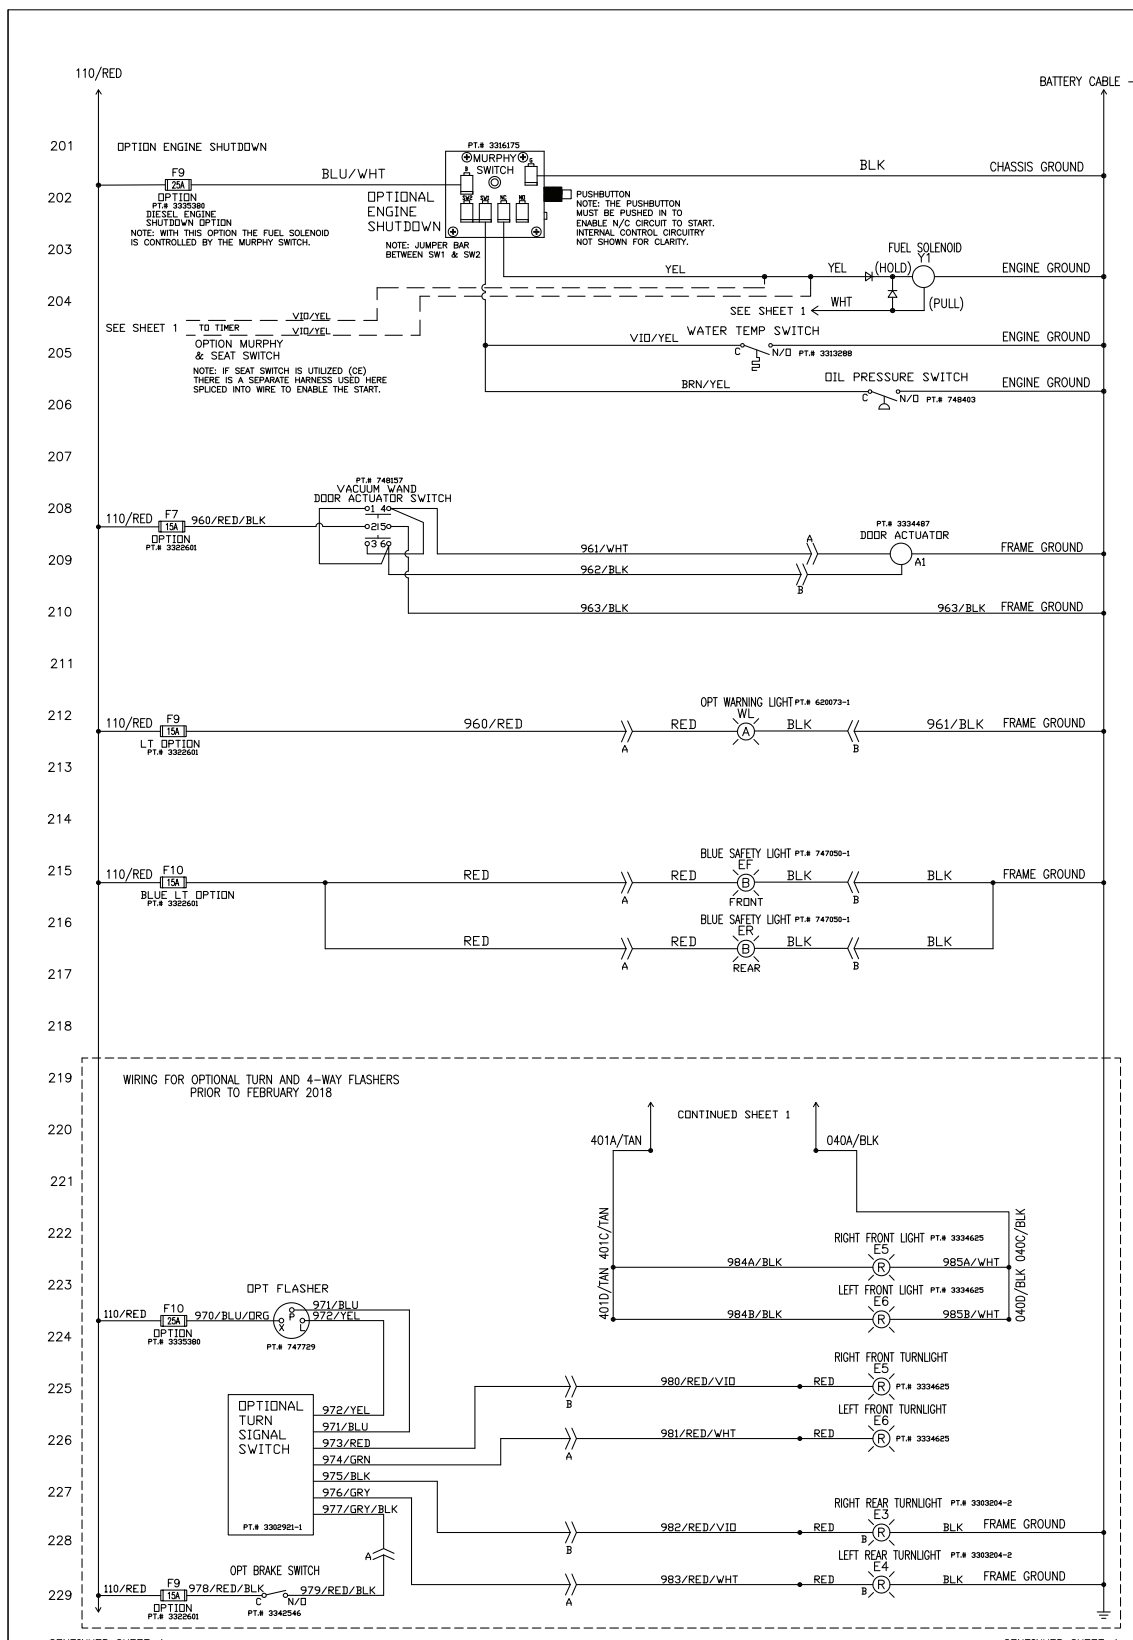 110/RED
BATTERY CABLE -
201
OPTION ENGINE SHUTDOWN
PT.# 3316175
MURPHY
SWITCH
B
G
SW1
SW2
NC
NO
F9
25A
OPTION
PT.# 3335380
DIESEL ENGINE
SHUTDOWN OPTION
NOTE: WITH THIS OPTION THE FUEL SOLENOID
IS CONTROLLED BY THE MURPHY SWITCH.
BLU/WHT
BLK
CHASSIS GROUND
202
OPTIONAL
ENGINE
SHUTDOWN
PUSHBUTTON
NOTE: THE PUSHBUTTON
MUST BE PUSHED IN TO
ENABLE N/C CIRCUIT TO START.
INTERNAL CONTROL CIRCUITRY
NOT SHOWN FOR CLARITY.
203
NOTE: JUMPER BAR
BETWEEN SW1 & SW2
FUEL SOLENOID
Y1
YEL
YEL
(HOLD)
ENGINE GROUND
204
WHT
(PULL)
SEE SHEET 1
VIO/YEL
SEE SHEET 1
TO TIMER
VIO/YEL
OPTION MURPHY
& SEAT SWITCH
205
VIO/YEL
WATER TEMP SWITCH
C
N/O
PT.# 3313288
ENGINE GROUND
NOTE: IF SEAT SWITCH IS UTILIZED (CE)
THERE IS A SEPARATE HARNESS USED HERE
SPLICED INTO WIRE TO ENABLE THE START.
BRN/YEL
OIL PRESSURE SWITCH
C
N/O
PT.# 748403
ENGINE GROUND
206
207
208
PT.# 748157
VACUUM WAND
DOOR ACTUATOR SWITCH
1 4
2 5
3 6
110/RED
F7
15A
OPTION
PT.# 3322601
960/RED/BLK
PT.# 3334487
DOOR ACTUATOR
A1
209
961/WHT
A
FRAME GROUND
962/BLK
B
210
963/BLK
963/BLK
FRAME GROUND
211
212
110/RED
F9
15A
LT OPTION
PT.# 3322601
960/RED
A
RED
OPT WARNING LIGHT PT.# 620073-1
WL
A
BLK
B
961/BLK
FRAME GROUND
213
214
215
110/RED
F10
15A
BLUE LT OPTION
PT.# 3322601
RED
A
RED
BLUE SAFETY LIGHT PT.# 747050-1
EF
B
FRONT
BLK
B
BLK
FRAME GROUND
216
RED
A
RED
BLUE SAFETY LIGHT PT.# 747050-1
ER
B
REAR
BLK
B
BLK
217
218
219
WIRING FOR OPTIONAL TURN AND 4-WAY FLASHERS
PRIOR TO FEBRUARY 2018
220
CONTINUED SHEET 1
401A/TAN
040A/BLK
221
222
401C/TAN
040C/BLK
RIGHT FRONT LIGHT PT.# 3334625
E5
R
984A/BLK
985A/WHT
223
401D/TAN
040D/BLK
LEFT FRONT LIGHT PT.# 3334625
E6
R
984B/BLK
985B/WHT
OPT FLASHER
P
X
L
PT.# 747729
971/BLU
972/YEL
110/RED
F10
25A
OPTION
PT.# 3335380
970/BLU/ORG
224
225
RIGHT FRONT TURNLIGHT
E5
R
PT.# 3334625
980/RED/VIO
RED
B
226
LEFT FRONT TURNLIGHT
E6
R
PT.# 3334625
981/RED/WHT
RED
A
OPTIONAL
TURN
SIGNAL
SWITCH
PT.# 3302921-1
972/YEL
971/BLU
973/RED
974/GRN
975/BLK
976/GRY
977/GRY/BLK
227
228
RIGHT REAR TURNLIGHT PT.# 3303204-2
E3
B
R
982/RED/VIO
RED
B
BLK
FRAME GROUND
LEFT REAR TURNLIGHT PT.# 3303204-2
E4
B
R
983/RED/WHT
RED
A
BLK
FRAME GROUND
229
110/RED
F9
15A
OPTION
PT.# 3322601
978/RED/BLK
OPT BRAKE SWITCH
C
N/O
PT.# 3342546
979/RED/BLK
A